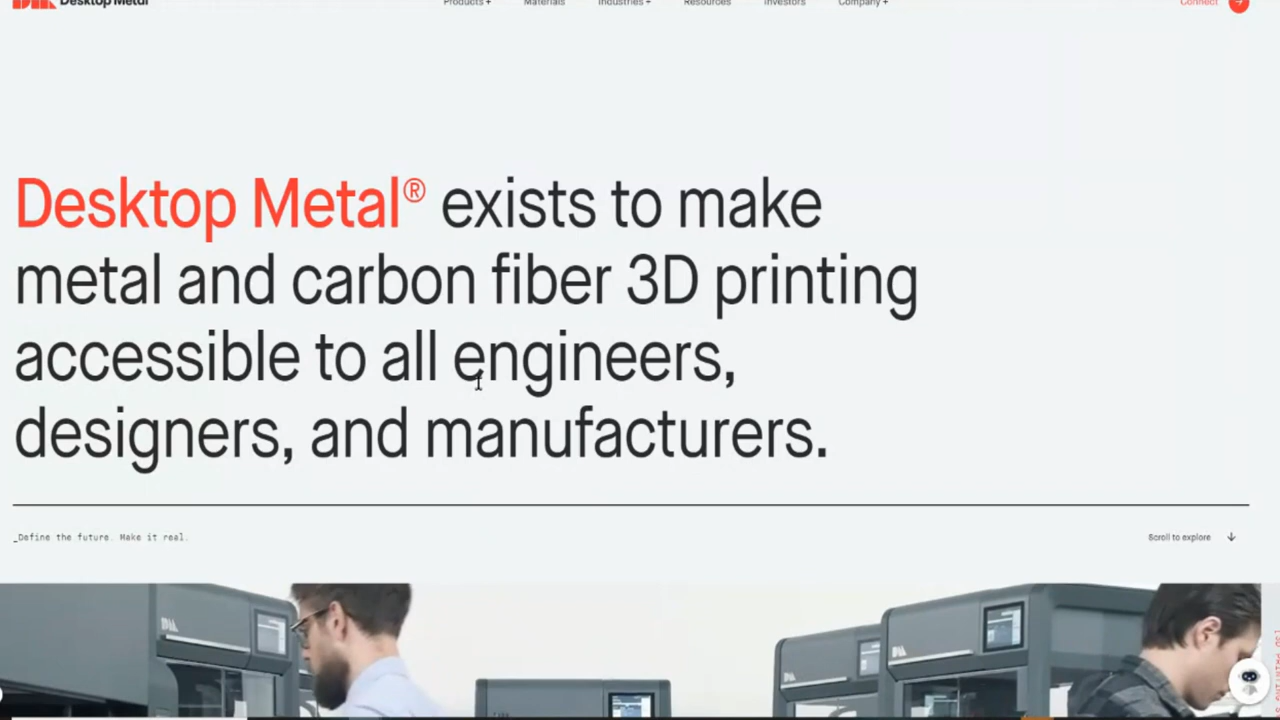 Desktop Metal
Products +
Materials
Industries +
Resources
Investors
Company +
Connect
Desktop Metal® exists to make
metal and carbon fiber 3D printing
accessible to all engineers,
designers, and manufacturers.
_Define the future. Make it real.
Scroll to explore